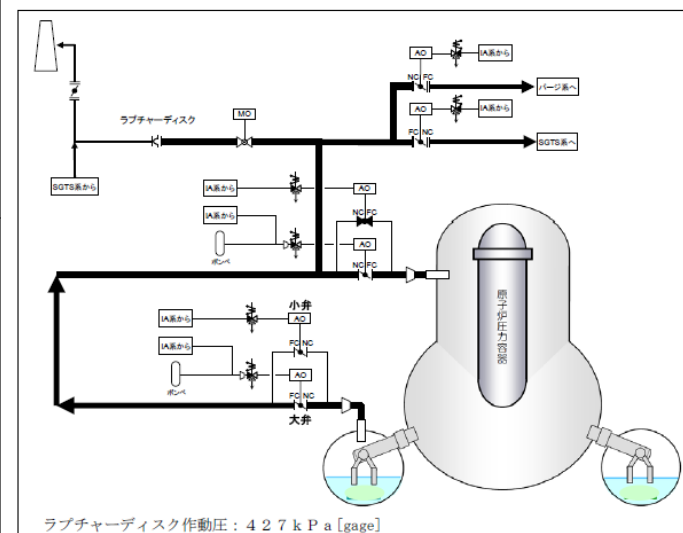 AO
IA系から
NC FC
パージ系へ
AO
IA系から
ラプチャーディスク
MO
FC NC
SGTS系へ
SGTS系から
IA系から
AO
IA系から
NC FC
AO
ボンベ
NC FC
原子炉圧力容器
小弁
IA系から
AO
IA系から
FC NC
AO
ボンベ
FC NC
大弁
ラプチャーディスク作動圧：４２７ｋＰａ[gage]